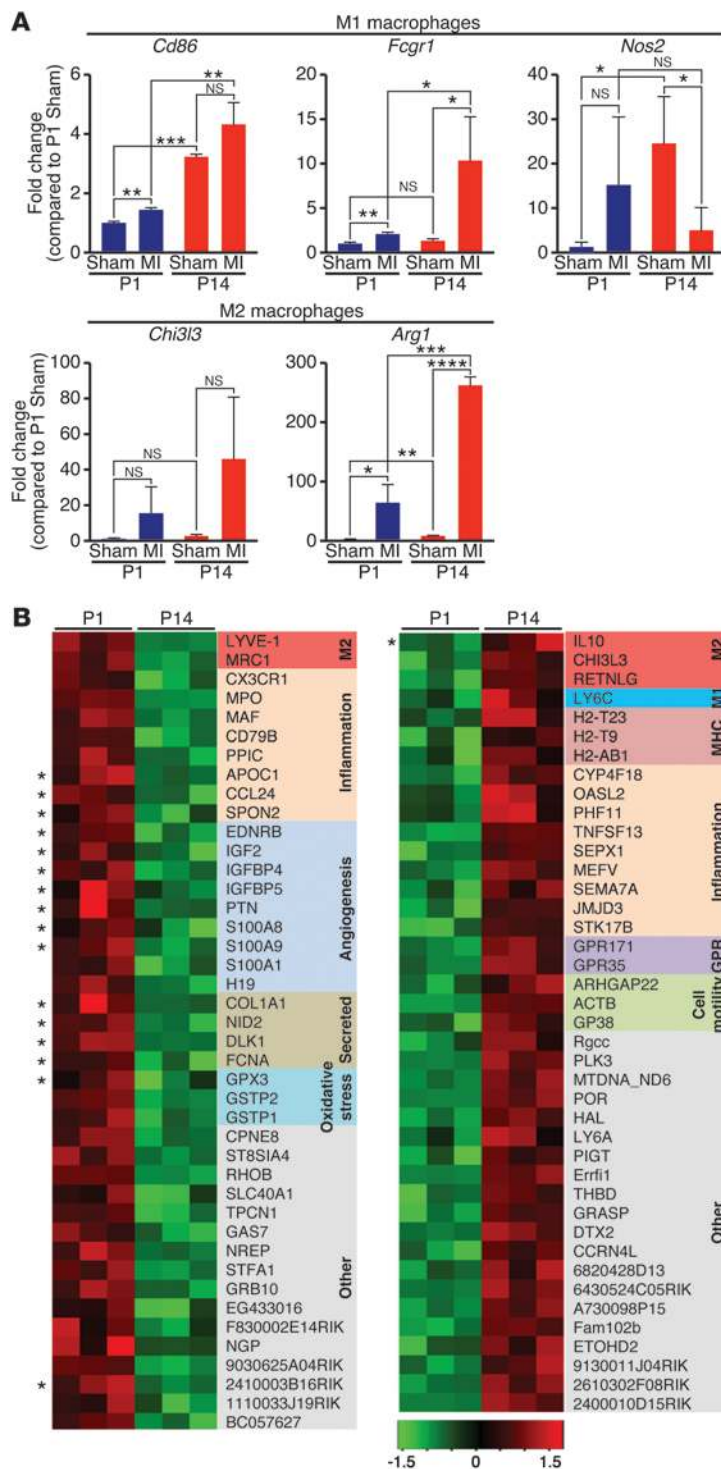 A
M1 macrophages
Cd86
Fcgr1
Nos2
Fold change
(compared to P1 Sham)
6
4
2
0
**
NS
***
**
Sham MI Sham MI
P1 P14
20
15
10
5
0
*
*
NS
**
Sham MI Sham MI
P1 P14
40
30
20
10
0
NS
*
NS
*
Sham MI Sham MI
P1 P14
M2 macrophages
Chi3l3
Arg1
Fold change
(compared to P1 Sham)
100
80
60
40
20
0
NS
NS
NS
Sham MI Sham MI
P1 P14
300
200
100
0
***
****
**
*
Sham MI Sham MI
P1 P14
B
P1 P14
LYVE-1
MRC1
M2
CX3CR1
MPO
MAF
CD79B
PPIC
* APOC1
* CCL24
* SPON2
Inflammation
* EDNRB
* IGF2
* IGFBP4
* IGFBP5
* PTN
* S100A8
* S100A9
S100A1
H19
Angiogenesis
* COL1A1
* NID2
* DLK1
* FCNA
Secreted
* GPX3
GSTP2
GSTP1
Oxidative
stress
CPNE8
ST8SIA4
RHOB
SLC40A1
TPCN1
GAS7
NREP
STFA1
GRB10
EG433016
F830002E14RIK
NGP
9030625A04RIK
* 2410003B16RIK
1110033J19RIK
BC057627
Other
P1 P14
* IL10
CHI3L3
RETNLG
M2
LY6C
M1
H2-T23
H2-T9
H2-AB1
MHC
CYP4F18
OASL2
PHF11
TNFSF13
SEPX1
MEFV
SEMA7A
JMJD3
STK17B
Inflammation
GPR171
GPR35
GPR
ARHGAP22
ACTB
GP38
Cell
motility
Rgcc
PLK3
MTDNA_ND6
POR
HAL
LY6A
PIGT
Errfi1
THBD
GRASP
DTX2
CCRN4L
6820428D13
6430524C05RIK
A730098P15
Fam102b
ETOHD2
9130011J04RIK
2610302F08RIK
2400010D15RIK
Other
-1.5 0 1.5